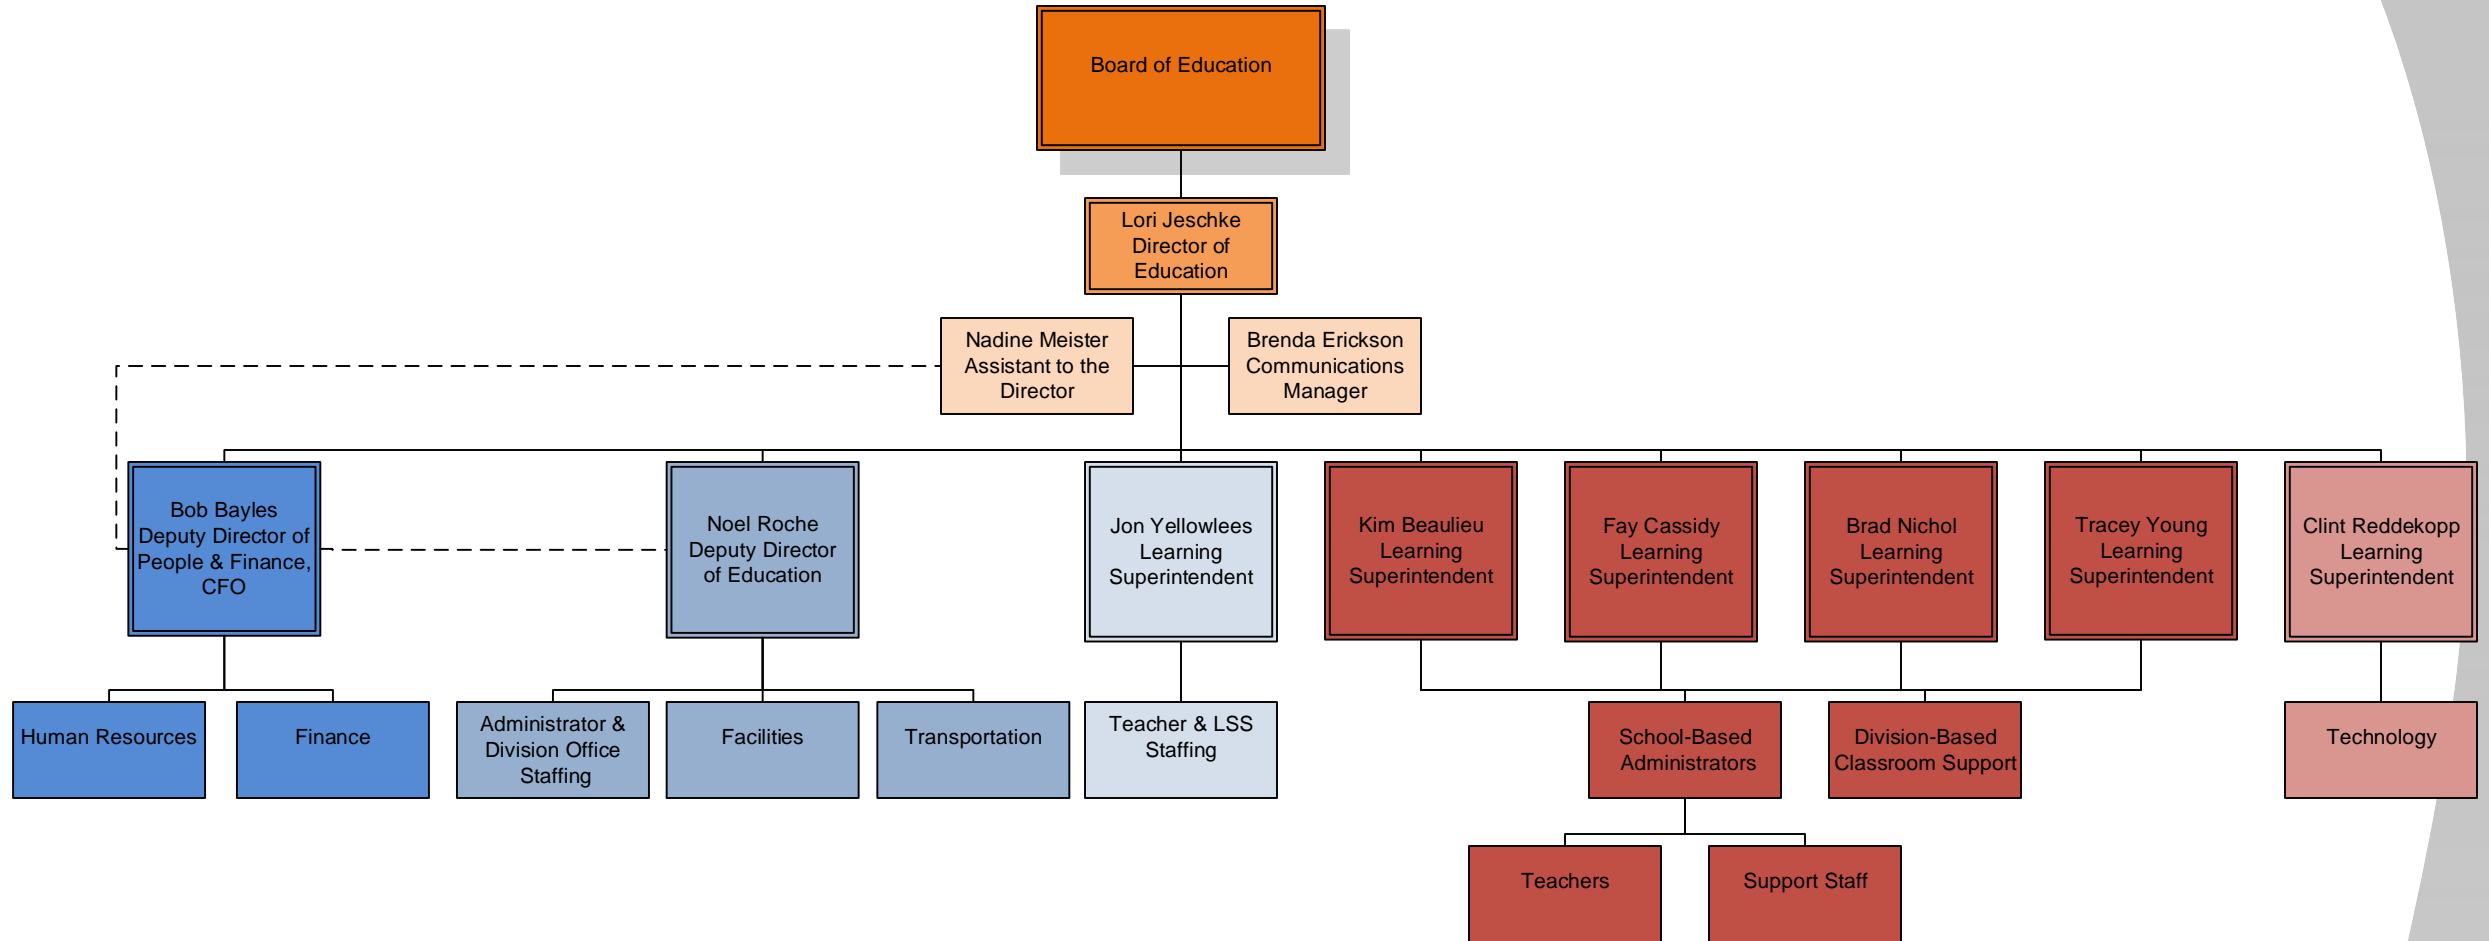 Board of Education
Lori Jeschke
Director of
Education
Nadine Meister
Assistant to the
Director
Brenda Erickson
Communications
Manager
Bob Bayles
Deputy Director of
People & Finance,
CFO
Noel Roche
Deputy Director
of Education
Jon Yellowlees
Learning
Superintendent
Kim Beaulieu
Learning
Superintendent
Fay Cassidy
Learning
Superintendent
Brad Nichol
Learning
Superintendent
Tracey Young
Learning
Superintendent
Clint Reddekopp
Learning
Superintendent
Human Resources
Finance
Administrator &
Division Office
Staffing
Facilities
Transportation
Teacher & LSS
Staffing
School-Based
Administrators
Division-Based
Classroom Support
Technology
Teachers
Support Staff